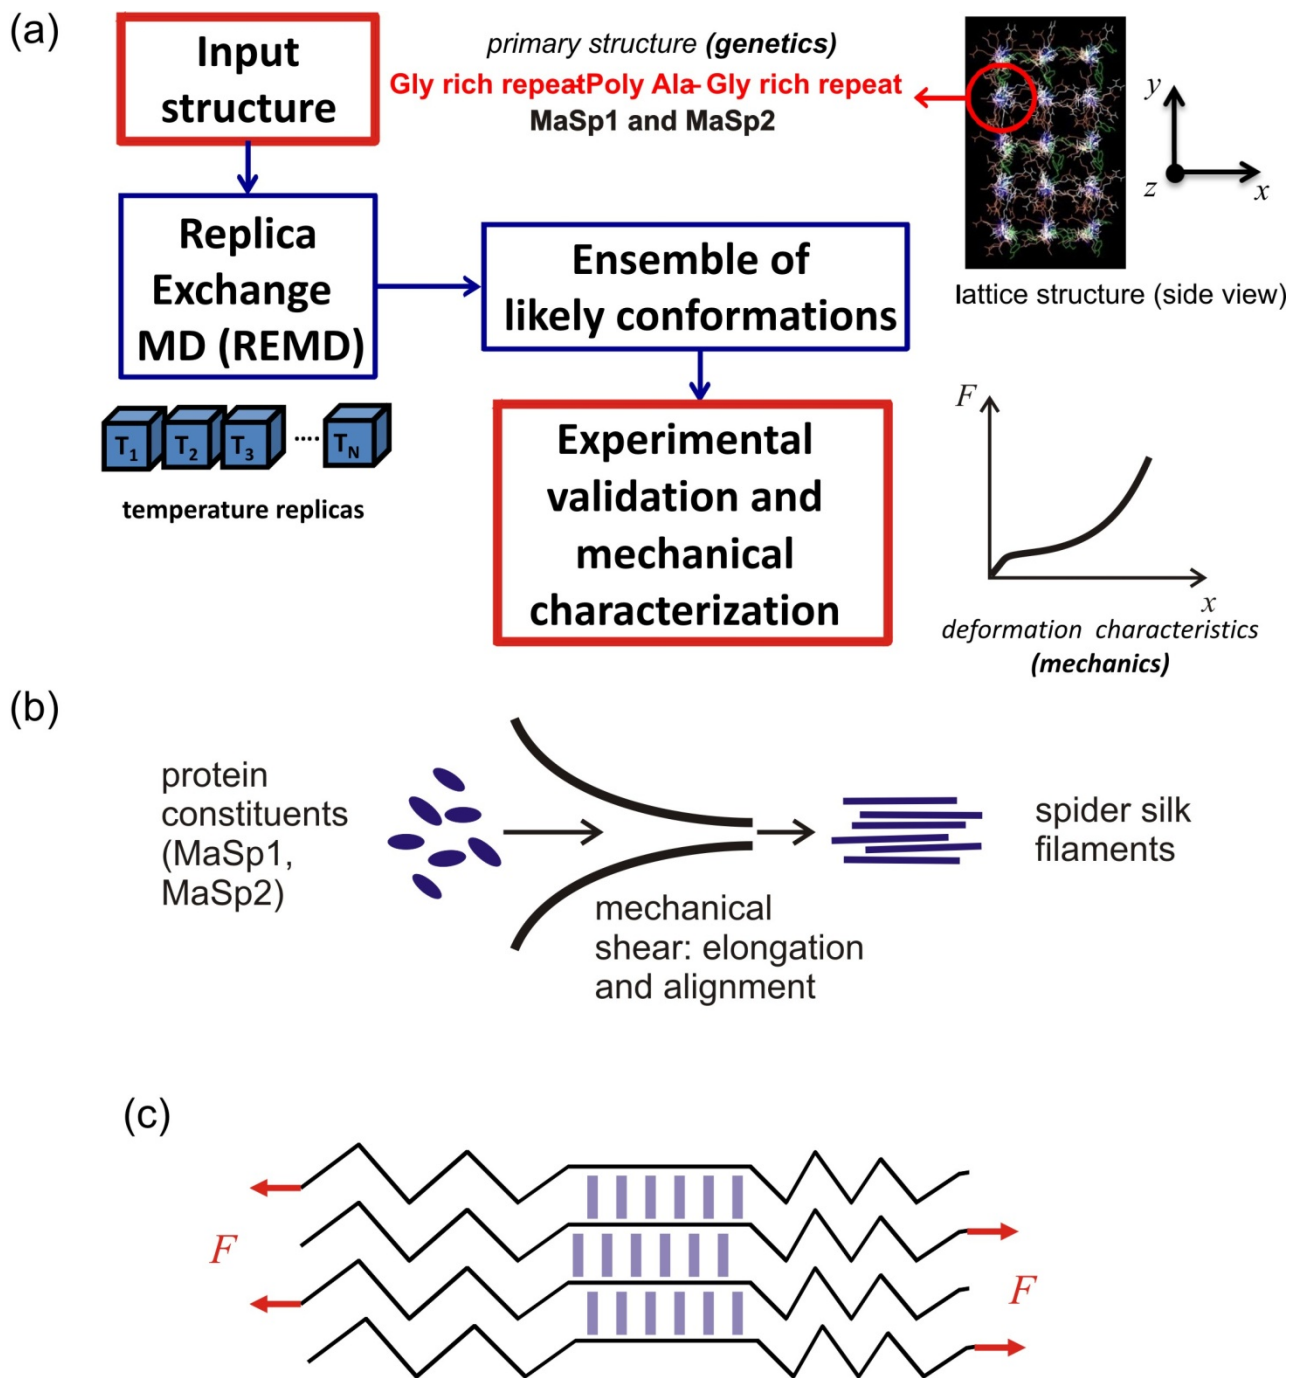 (a)
Input
structure
primary structure (genetics)
Gly rich repeat-Poly Ala- Gly rich repeat
MaSp1 and MaSp2
y
z
x
lattice structure (side view)
Replica
Exchange
MD (REMD)
Ensemble of
likely conformations
T1 T2 T3 .... TN
temperature replicas
Experimental
validation and
mechanical
characterization
F
x
deformation characteristics
(mechanics)
(b)
protein
constituents
(MaSp1,
MaSp2)
mechanical
shear: elongation
and alignment
spider silk
filaments
(c)
F
F